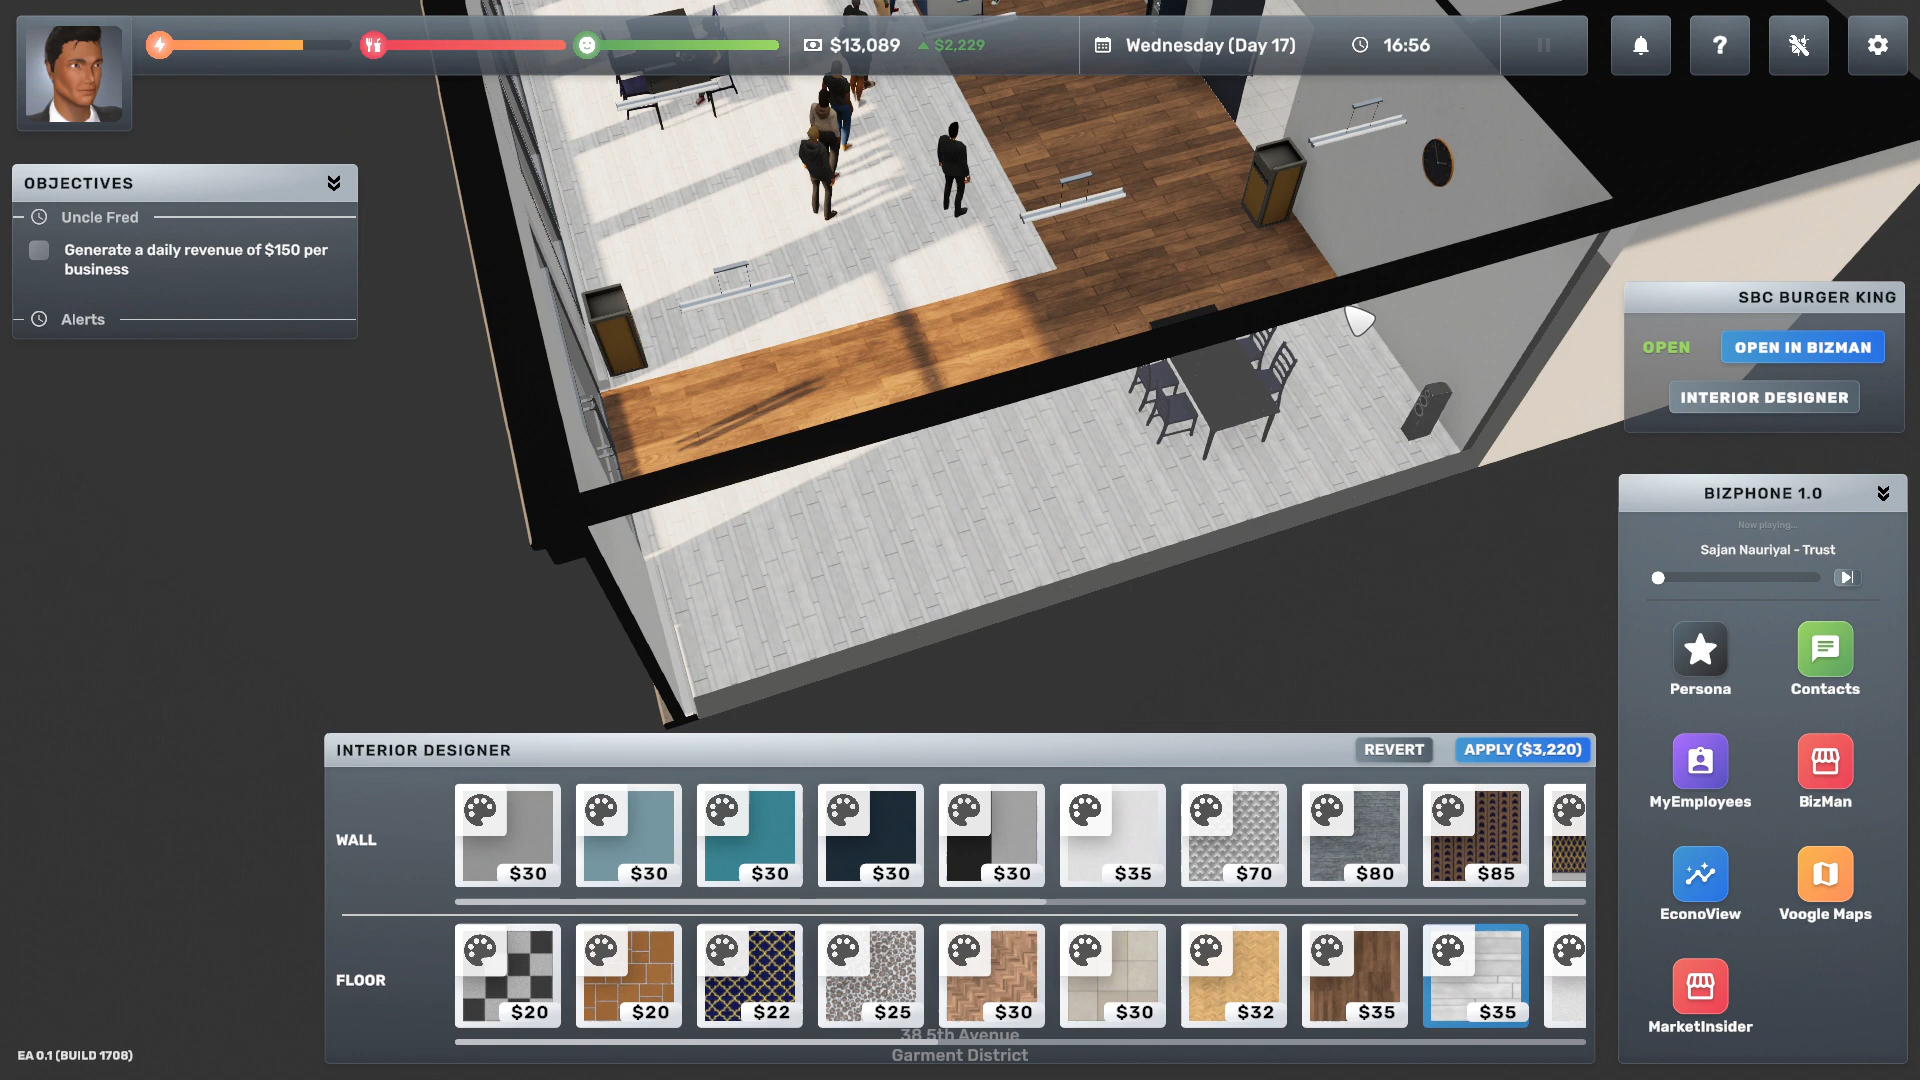 $13,089
$2,229
Wednesday (Day 17)
16:56
?
OBJECTIVES
Uncle Fred
Generate a daily revenue of $150 per
business
Alerts
SBC BURGER KING
OPEN
OPEN IN BIZMAN
INTERIOR DESIGNER
BIZPHONE 1.0
Now playing...
Sajan Nauriyal - Trust
Persona
Contacts
MyEmployees
BizMan
EconoView
Voogle Maps
MarketInsider
INTERIOR DESIGNER
REVERT
APPLY ($3,220)
WALL
$30
$30
$30
$30
$30
$35
$70
$80
$85
FLOOR
$20
$20
$22
$25
$30
$30
$32
$35
$35
38 5th Avenue
Garment District
EA 0.1 (BUILD 1708)